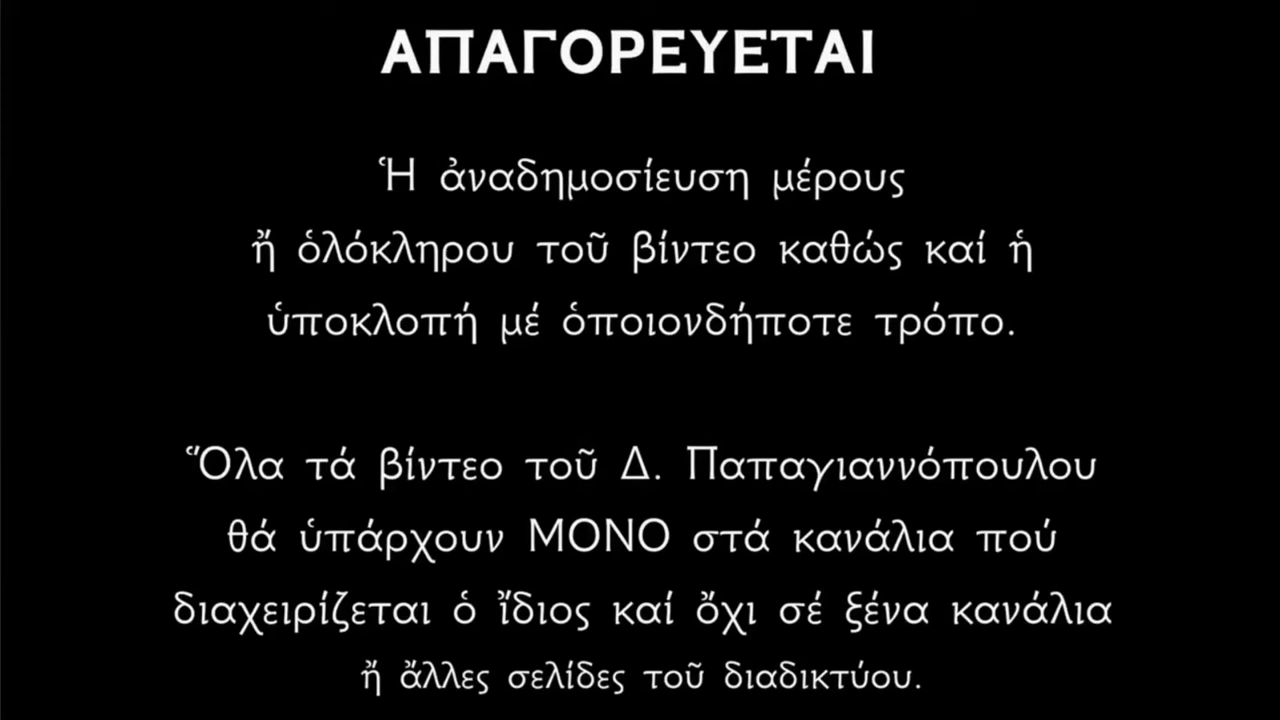 ΑΠΑΓΟΡΕΥΕΤΑΙ
Ἡ ἀναδημοσίευση μέρους
ἤ ὁλόκληρου τοῦ βίντεο καθώς καί ἡ
ὑποκλοπή μέ ὁποιονδήποτε τρόπο.
Ὅλα τά βίντεο τοῦ Δ. Παπαγιαννόπουλου
θά ὑπάρχουν ΜΟΝΟ στά κανάλια πού
διαχειρίζεται ὁ ἴδιος καί ὄχι σέ ξένα κανάλια
ἤ ἄλλες σελίδες τοῦ διαδικτύου.